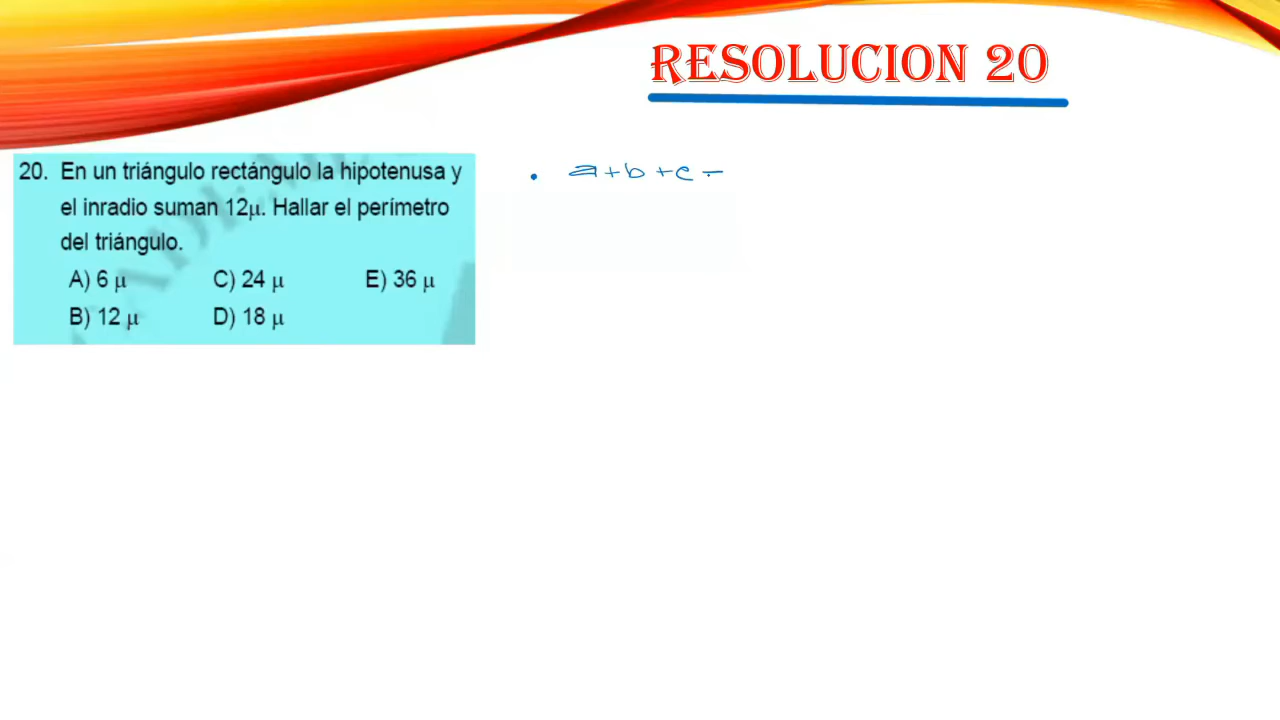 RESOLUCION 20
20. En un triángulo rectángulo la hipotenusa y
el inradio suman 12μ. Hallar el perímetro
del triángulo.
A) 6 μ C) 24 μ E) 36 μ
B) 12 μ D) 18 μ
• a+b+c =